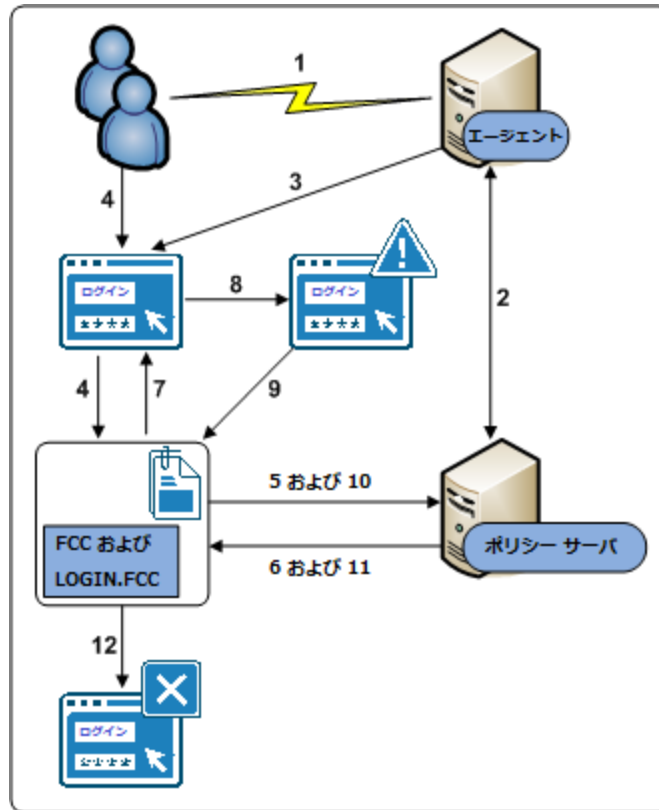 1
エージェント
3
4
2
ログイン
****
8
ログイン
****
4
7
9
5 および 10
FCC および
LOGIN.FCC
6 および 11
ポリシー サーバ
12
ログイン
****